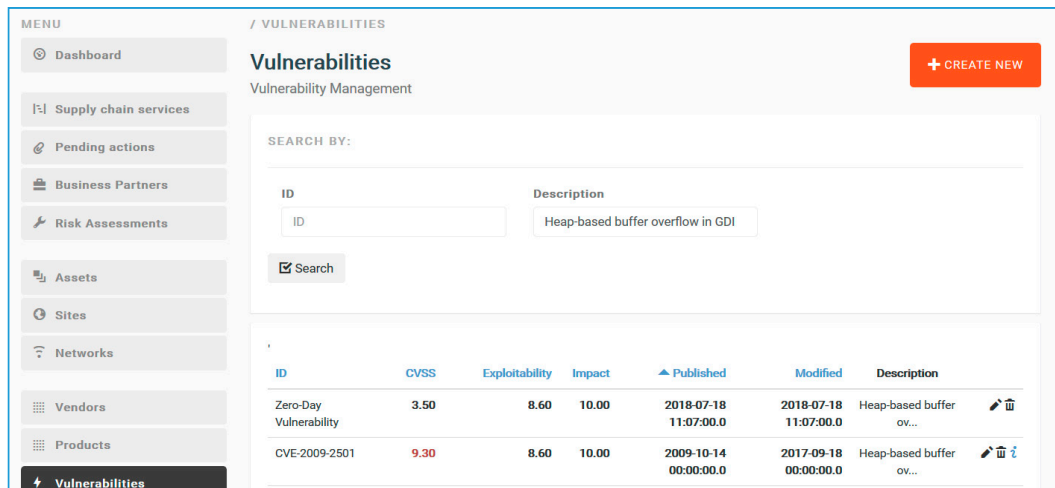 MENU
Dashboard
Supply chain services
Pending actions
Business Partners
Risk Assessments
Assets
Sites
Networks
Vendors
Products
Vulnerabilities
/ VULNERABILITIES
Vulnerabilities
Vulnerability Management
+ CREATE NEW
SEARCH BY:
ID Description
ID Heap-based buffer overflow in GDI
Search
ID CVSS Exploitability Impact Published Modified Description
Zero-Day 3.50 8.60 10.00 2018-07-18 2018-07-18 Heap-based buffer
Vulnerability 11:07:00.0 11:07:00.0 ov...
CVE-2009-2501 9.30 8.60 10.00 2009-10-14 2017-09-18 Heap-based buffer
00:00:00.0 00:00:00.0 ov...